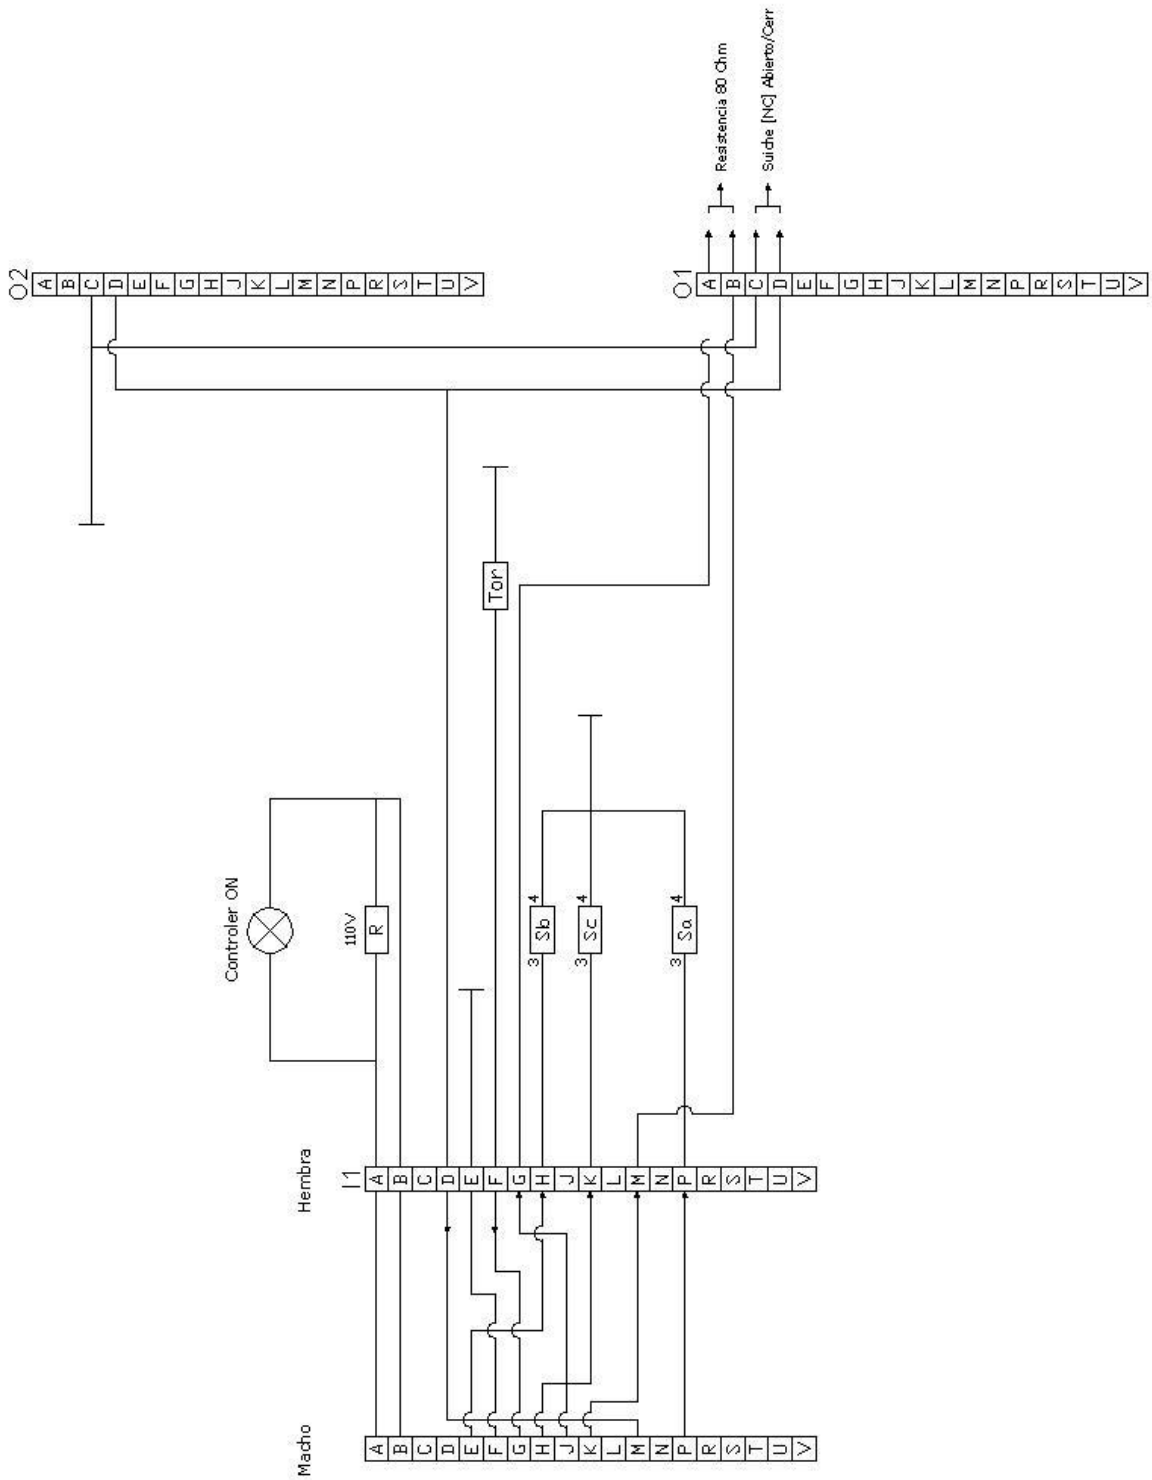 O2
A
B
C
D
E
F
G
H
J
K
L
M
N
P
R
S
T
U
V
Controler ON
110V
R
Macho
A
B
C
D
E
F
G
H
J
K
L
M
N
P
R
S
T
U
V
Hembra
I1
A
B
C
D
E
F
G
H
J
K
L
M
N
P
R
S
T
U
V
Tor
3 Sb 4
3 Sc 4
3 Sa 4
O1
A
B
C
D
E
F
G
H
J
K
L
M
N
P
R
S
T
U
V
Resistencia 80 Ohm
Suiche [NC] Abierto/Cerr